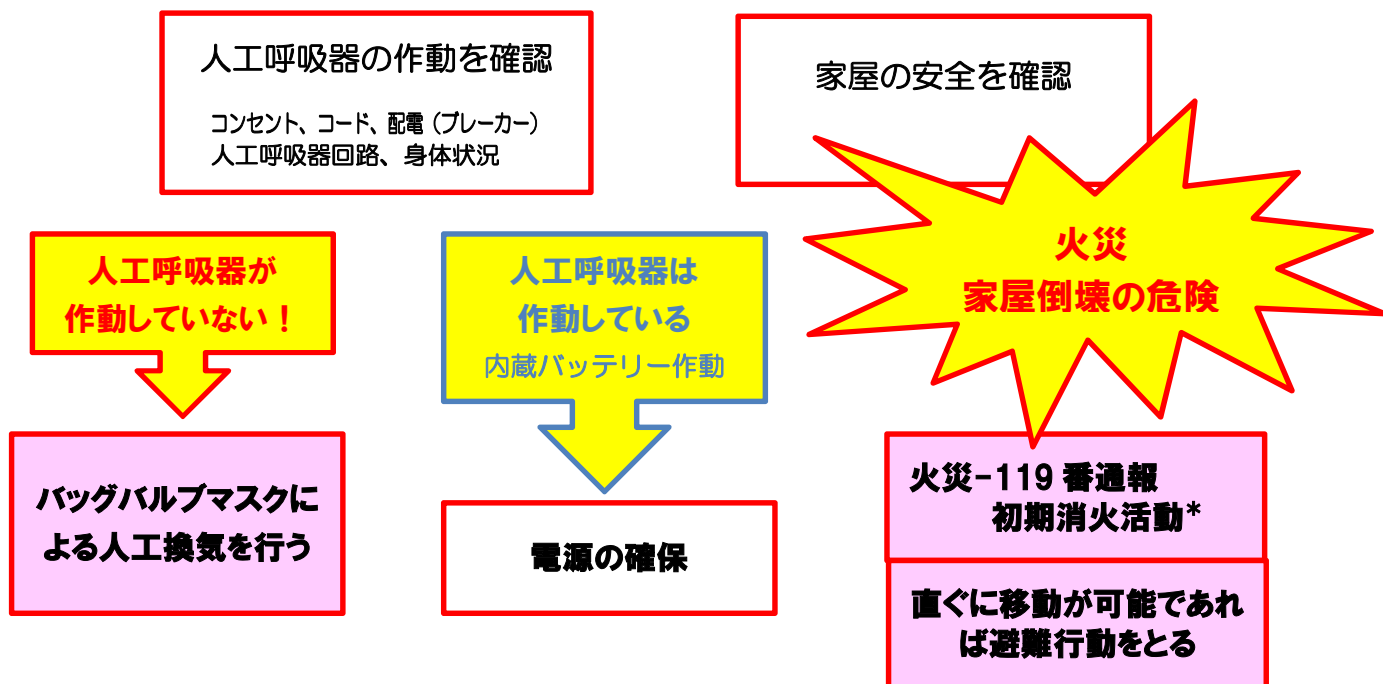 人工呼吸器の作動を確認
コンセント、コード、配電（ブレーカー）
人工呼吸器回路、身体状況
家屋の安全を確認
人工呼吸器が
作動していない！
人工呼吸器は
作動している
内蔵バッテリー作動
火災
家屋倒壊の危険
バッグバルブマスクに
よる人工換気を行う
電源の確保
火災-119 番通報
初期消火活動*
直ぐに移動が可能であれ
ば避難行動をとる